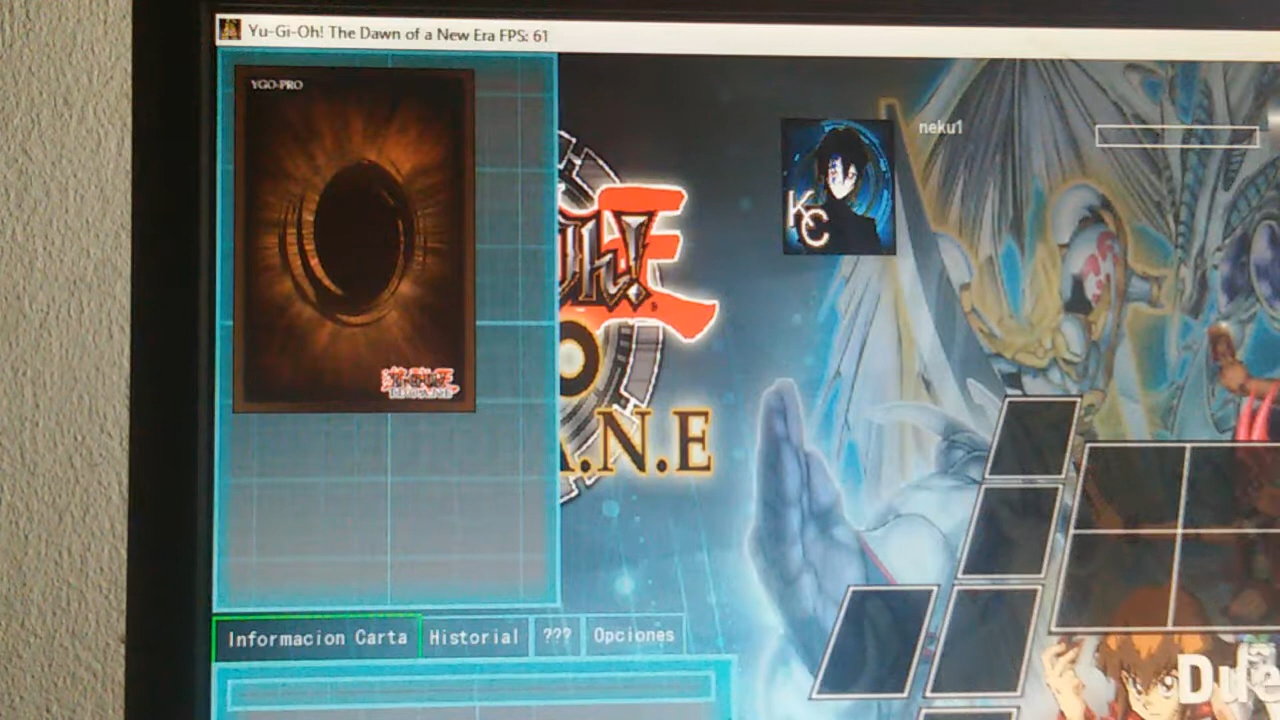 Yu-Gi-Oh! The Dawn of a New Era FPS: 61
YGO-PRO
neku1
KC
.N.E
Informacion Carta
Historial
???
Opciones
Due